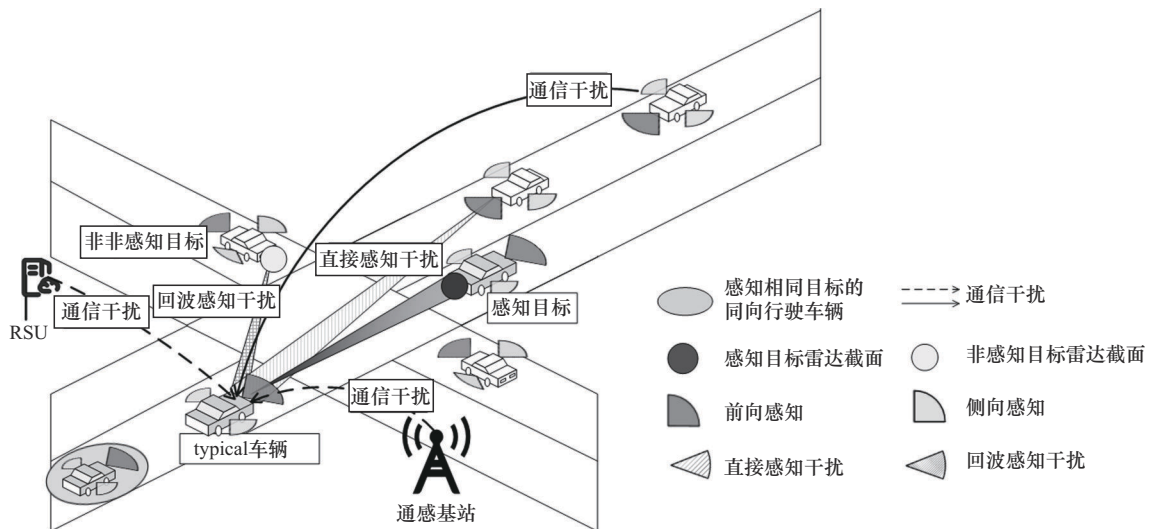 通信干扰
非非感知目标
直接感知干扰
回波感知干扰
通信干扰
RSU
感知目标
通信干扰
typical车辆
通感基站
感知相同目标的
同向行驶车辆
通信干扰
感知目标雷达截面
非感知目标雷达截面
前向感知
侧向感知
直接感知干扰
回波感知干扰